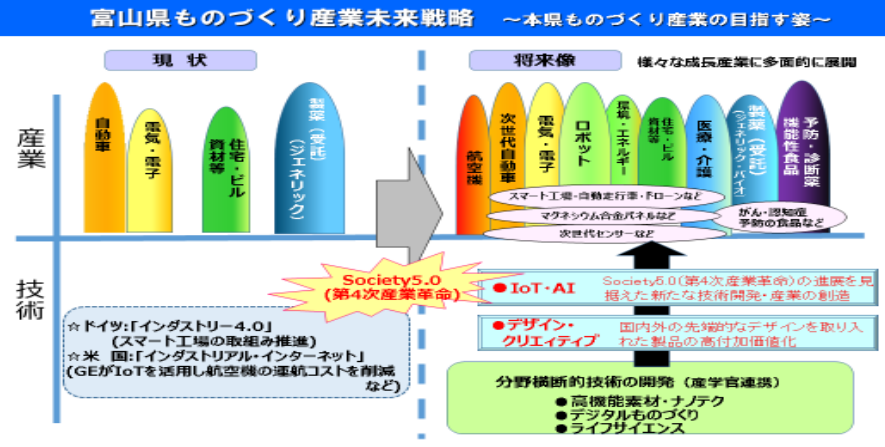 富山県ものづくり産業未来戦略 ～本県ものづくり産業の目指す姿～
現 状
将来像
様々な成長産業に多面的に展開
産業
自動車
電気・電子
住宅・ビル
資材等
製薬（受託）
（ジェネリック）
航空機
次世代自動車
電気・電子
ロボット
環境・エネルギー
住宅・ビル
資材等
医療・介護
製薬（受託）
（ジェネリック・バイオ）
予防・診断薬
機能性食品
スマート工場・自動走行車・ドローンなど
マグネシウム合金パネルなど
次世代センサーなど
がん・認知症
予防の食品など
技術
Society5.0
(第4次産業革命)
☆ドイツ:「インダストリー4.0」
(スマート工場の取組み推進)
☆米 国:「インダストリアル・インターネット」
(GEがIoTを活用し航空機の運航コストを削減
など)
●IoT・AI
Society5.0(第4次産業革命)の進展を見
据えた新たな技術開発・産業の創造
●デザイン・
クリエイティブ
国内外の先端的なデザインを取り入
れた製品の高付加価値化
分野横断的技術の開発（産学官連携）
●高機能素材・ナノテク
●デジタルものづくり
●ライフサイエンス